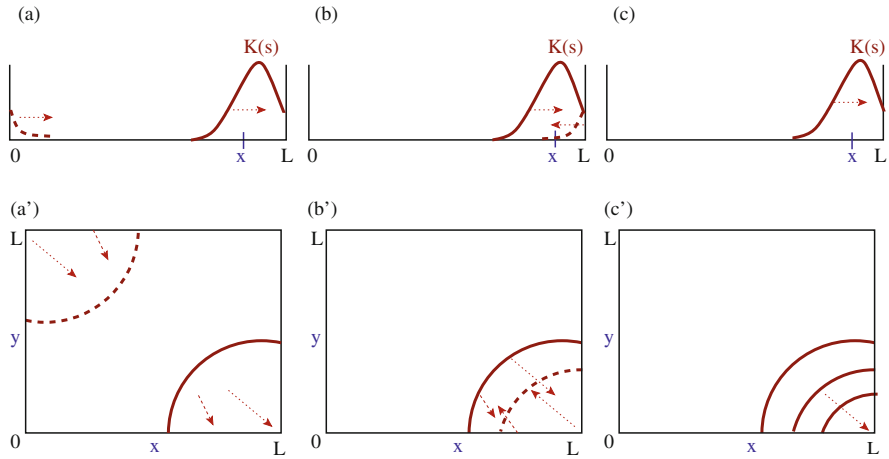 (a) (b) (c)
K(s) K(s) K(s)
0 x L 0 x L 0 x L
(a') (b') (c')
L L L
y y y
0 x L 0 x L 0 x L